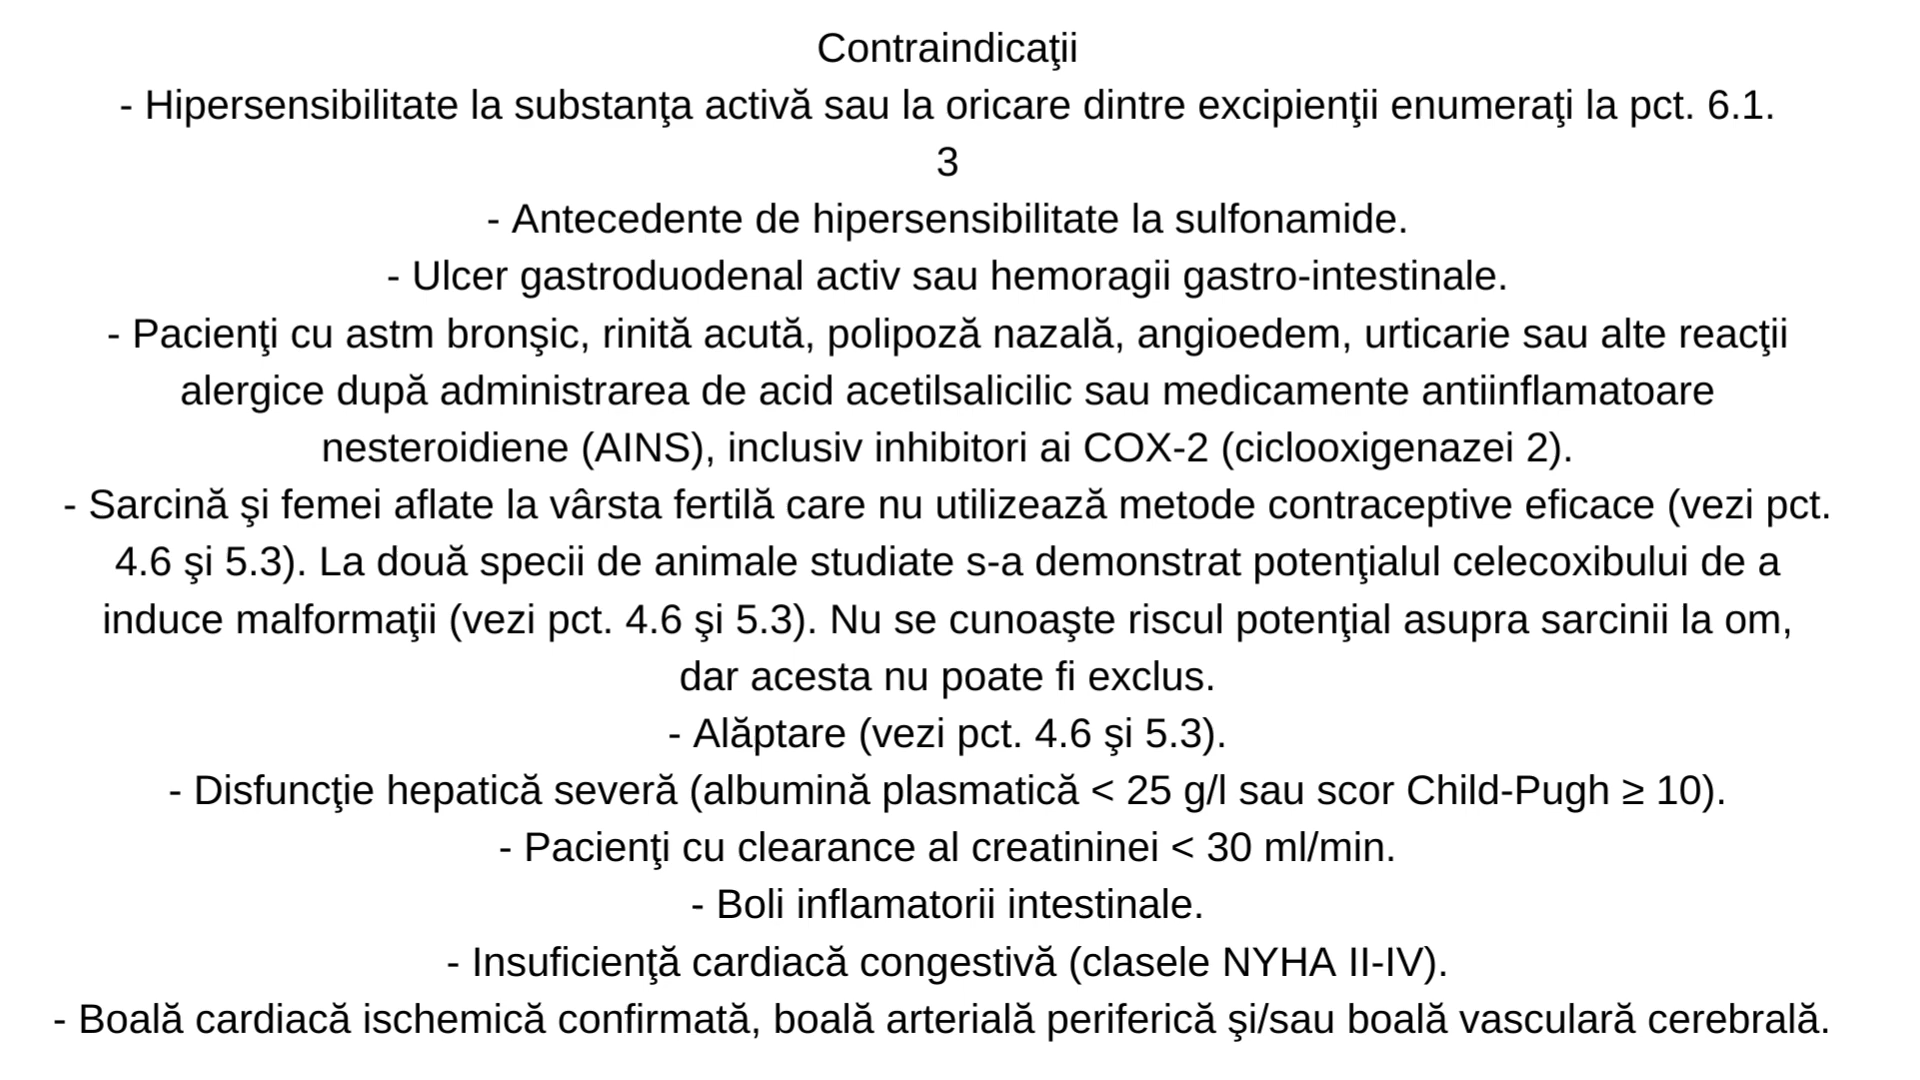 Contraindicaţii
- Hipersensibilitate la substanţa activă sau la oricare dintre excipienţii enumeraţi la pct. 6.1.
3
- Antecedente de hipersensibilitate la sulfonamide.
- Ulcer gastroduodenal activ sau hemoragii gastro-intestinale.
- Pacienţi cu astm bronşic, rinită acută, polipoză nazală, angioedem, urticarie sau alte reacţii
alergice după administrarea de acid acetilsalicilic sau medicamente antiinflamatoare
nesteroidiene (AINS), inclusiv inhibitori ai COX-2 (ciclooxigenazei 2).
- Sarcină şi femei aflate la vârsta fertilă care nu utilizează metode contraceptive eficace (vezi pct.
4.6 şi 5.3). La două specii de animale studiate s-a demonstrat potenţialul celecoxibului de a
induce malformaţii (vezi pct. 4.6 şi 5.3). Nu se cunoaşte riscul potenţial asupra sarcinii la om,
dar acesta nu poate fi exclus.
- Alăptare (vezi pct. 4.6 şi 5.3).
- Disfuncţie hepatică severă (albumină plasmatică < 25 g/l sau scor Child-Pugh ≥ 10).
- Pacienţi cu clearance al creatininei < 30 ml/min.
- Boli inflamatorii intestinale.
- Insuficienţă cardiacă congestivă (clasele NYHA II-IV).
- Boală cardiacă ischemică confirmată, boală arterială periferică şi/sau boală vasculară cerebrală.